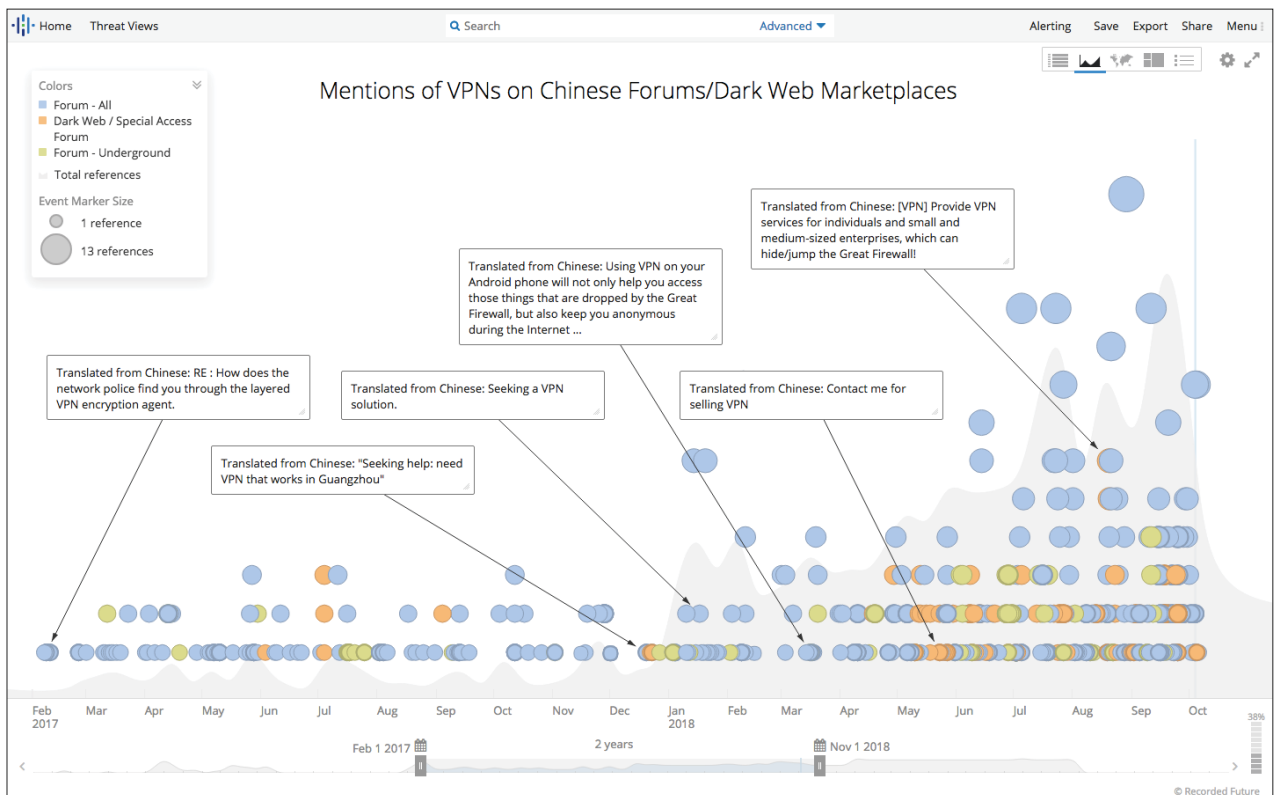 Home
Threat Views
Search
Advanced
Alerting
Save
Export
Share
Menu
Mentions of VPNs on Chinese Forums/Dark Web Marketplaces
Colors
Forum - All
Dark Web / Special Access
Forum
Forum - Underground
Total references
Event Marker Size
1 reference
13 references
Translated from Chinese: [VPN] Provide VPN
services for individuals and small and
medium-sized enterprises, which can
hide/jump the Great Firewall!
Translated from Chinese: Using VPN on your
Android phone will not only help you access
those things that are dropped by the Great
Firewall, but also keep you anonymous
during the Internet ...
Translated from Chinese: RE : How does the
network police find you through the layered
VPN encryption agent.
Translated from Chinese: Seeking a VPN
solution.
Translated from Chinese: Contact me for
selling VPN
Translated from Chinese: "Seeking help: need
VPN that works in Guangzhou"
Feb
2017
Mar
Apr
May
Jun
Jul
Aug
Sep
Oct
Nov
Dec
Jan
2018
Feb
Mar
Apr
May
Jun
Jul
Aug
Sep
Oct
38%
Feb 1 2017
2 years
Nov 1 2018
© Recorded Future